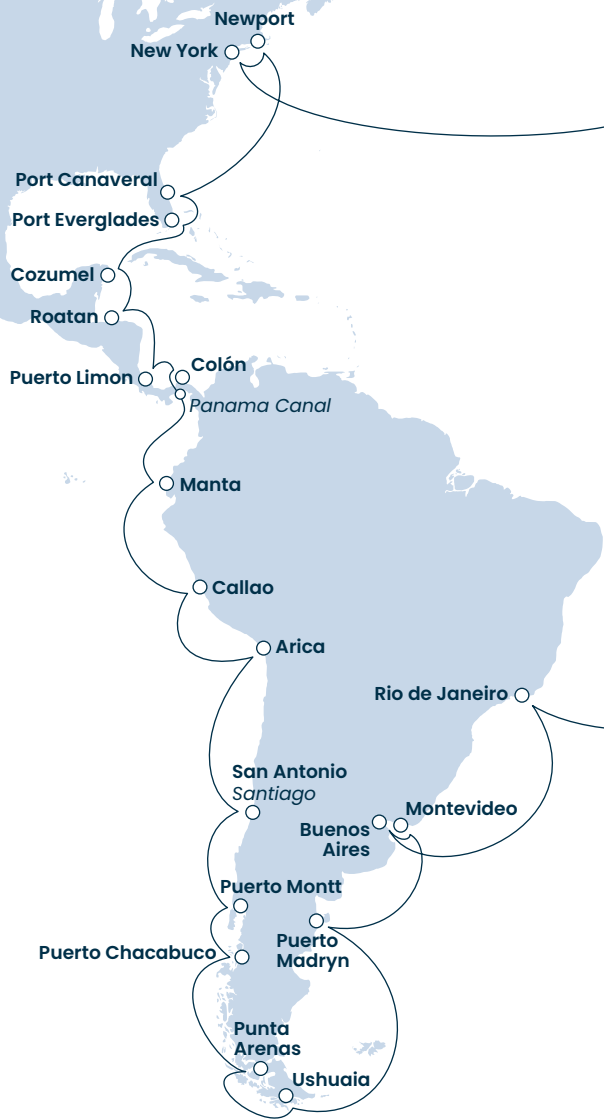 Newport
New York
Port Canaveral
Port Everglades
Cozumel
Roatan
Colón
Puerto Limon
Panama Canal
Manta
Callao
Arica
Rio de Janeiro
San Antonio
Santiago
Montevideo
Buenos
Aires
Puerto Montt
Puerto
Madryn
Puerto Chacabuco
Punta
Arenas
Ushuaia